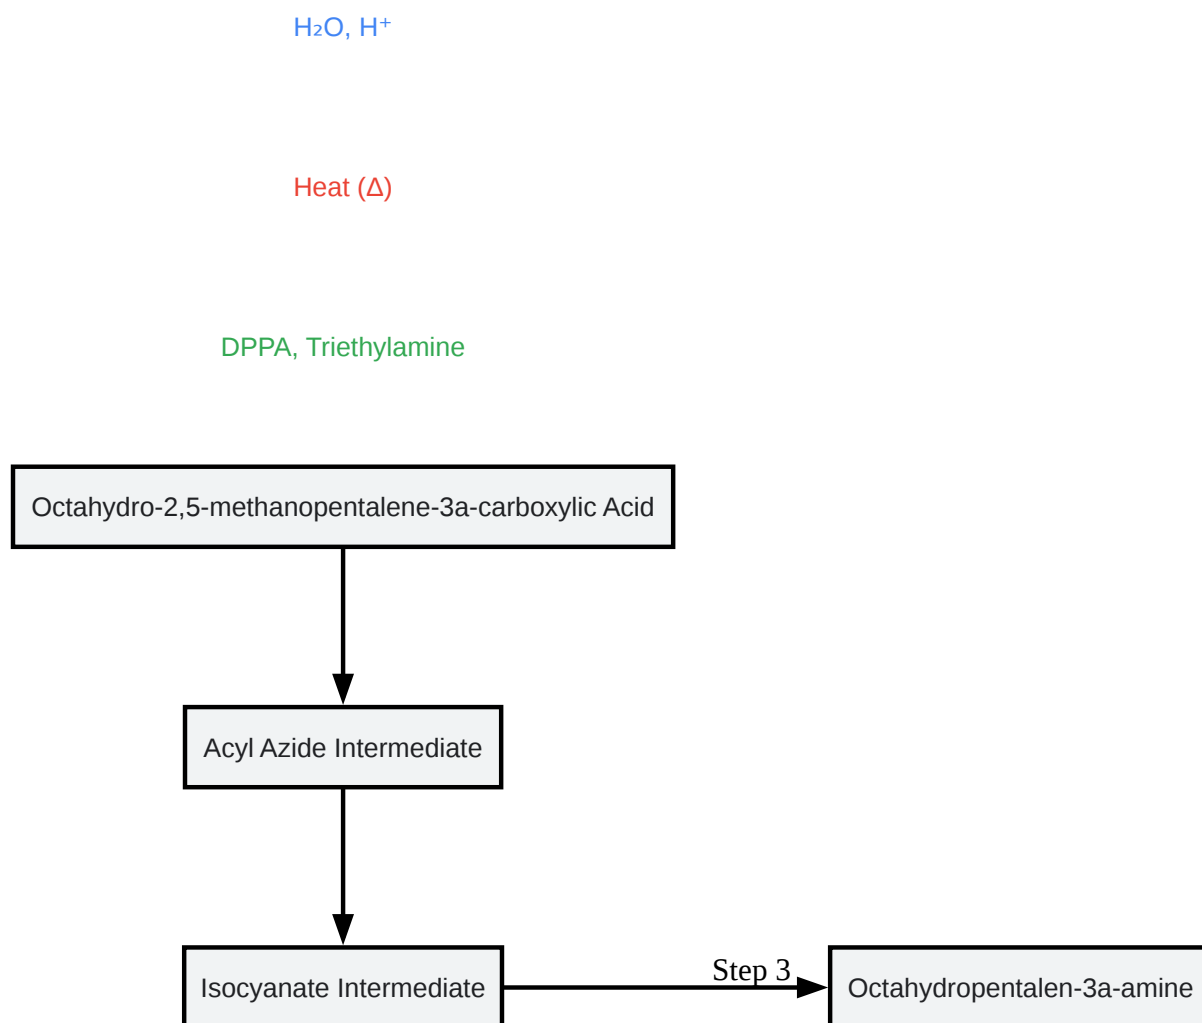 H₂O, H⁺
Heat (Δ)
DPPA, Triethylamine
Octahydro-2,5-methanopentalene-3a-carboxylic Acid
Acyl Azide Intermediate
Isocyanate Intermediate
Step 3
Octahydropentalen-3a-amine